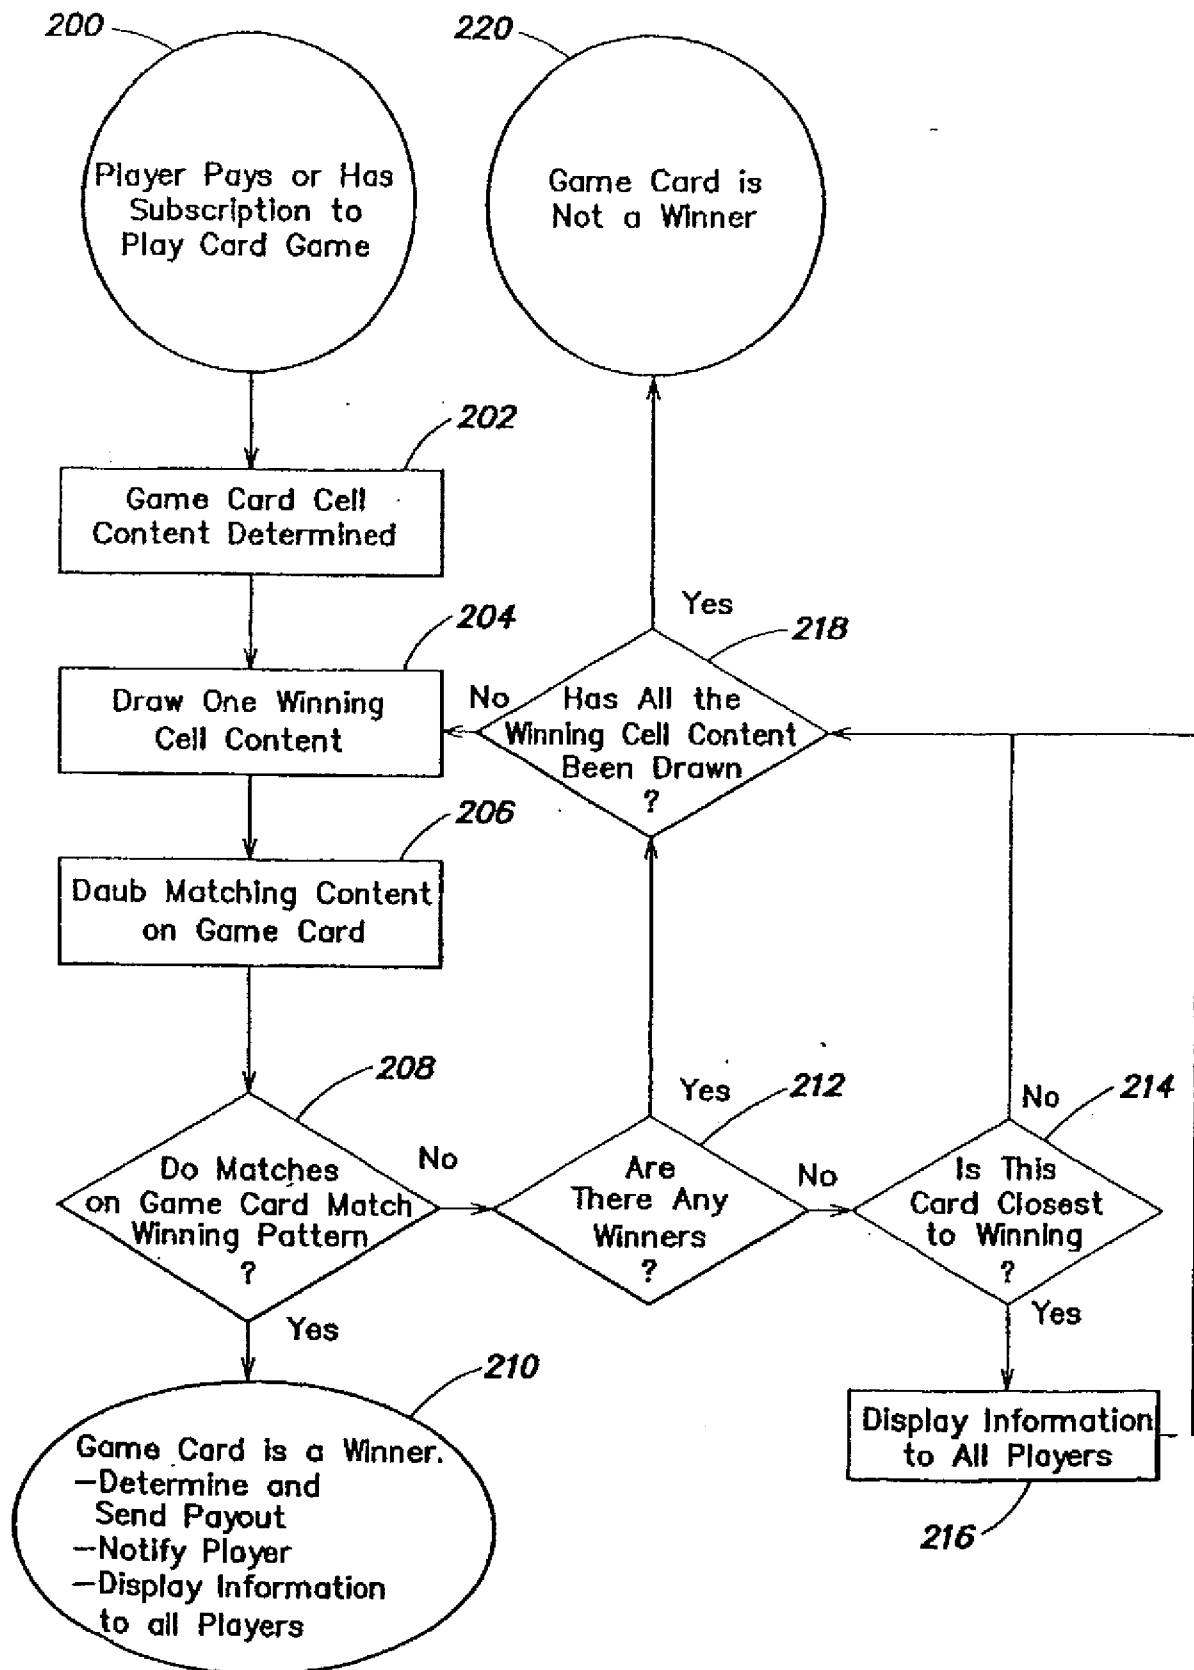 200
Player Pays or Has
Subscription to
Play Card Game
220
Game Card is
Not a Winner
202
Game Card Cell
Content Determined
204
Draw One Winning
Cell Content
206
Daub Matching Content
on Game Card
Yes
218
No
Has All the
Winning Cell Content
Been Drawn
?
208
Do Matches
on Game Card Match
Winning Pattern
?
No
Yes
Yes
212
Are
There Any
Winners
?
No
No
214
Is This
Card Closest
to Winning
?
Yes
210
Game Card is a Winner.
–Determine and
Send Payout
–Notify Player
–Display Information
to all Players
Display Information
to All Players
216